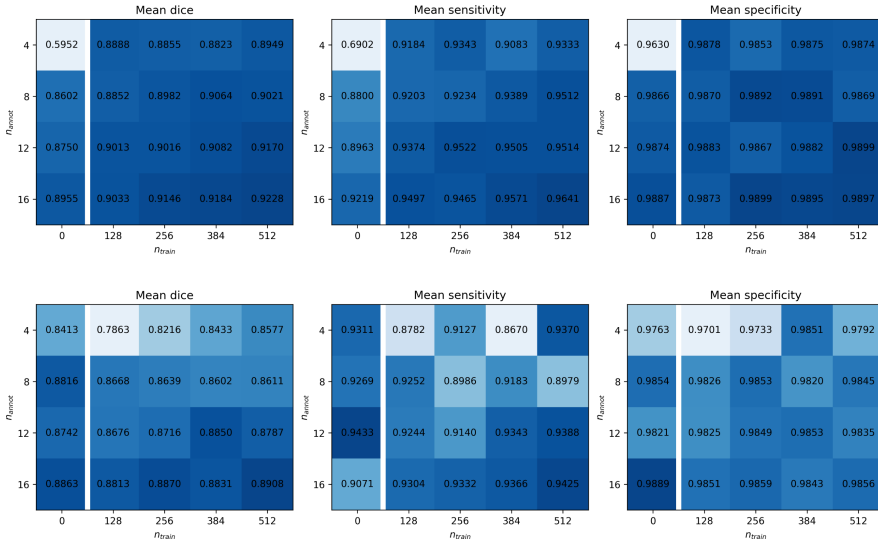 Mean dice
Mean sensitivity
Mean specificity
4 0.5952 0.8888 0.8855 0.8823 0.8949
8 0.8602 0.8852 0.8982 0.9064 0.9021
12 0.8750 0.9013 0.9016 0.9082 0.9170
16 0.8955 0.9033 0.9146 0.9184 0.9228
0 128 256 384 512
n_annot
n_train
4 0.6902 0.9184 0.9343 0.9083 0.9333
8 0.8800 0.9203 0.9234 0.9389 0.9512
12 0.8963 0.9374 0.9522 0.9505 0.9514
16 0.9219 0.9497 0.9465 0.9571 0.9641
0 128 256 384 512
n_annot
n_train
4 0.9630 0.9878 0.9853 0.9875 0.9874
8 0.9866 0.9870 0.9892 0.9891 0.9869
12 0.9874 0.9883 0.9867 0.9882 0.9899
16 0.9887 0.9873 0.9899 0.9895 0.9897
0 128 256 384 512
n_annot
n_train
Mean dice
Mean sensitivity
Mean specificity
4 0.8413 0.7863 0.8216 0.8433 0.8577
8 0.8816 0.8668 0.8639 0.8602 0.8611
12 0.8742 0.8676 0.8716 0.8850 0.8787
16 0.8863 0.8813 0.8870 0.8831 0.8908
0 128 256 384 512
n_annot
n_train
4 0.9311 0.8782 0.9127 0.8670 0.9370
8 0.9269 0.9252 0.8986 0.9183 0.8979
12 0.9433 0.9244 0.9140 0.9343 0.9388
16 0.9071 0.9304 0.9332 0.9366 0.9425
0 128 256 384 512
n_annot
n_train
4 0.9763 0.9701 0.9733 0.9851 0.9792
8 0.9854 0.9826 0.9853 0.9820 0.9845
12 0.9821 0.9825 0.9849 0.9853 0.9835
16 0.9889 0.9851 0.9859 0.9843 0.9856
0 128 256 384 512
n_annot
n_train